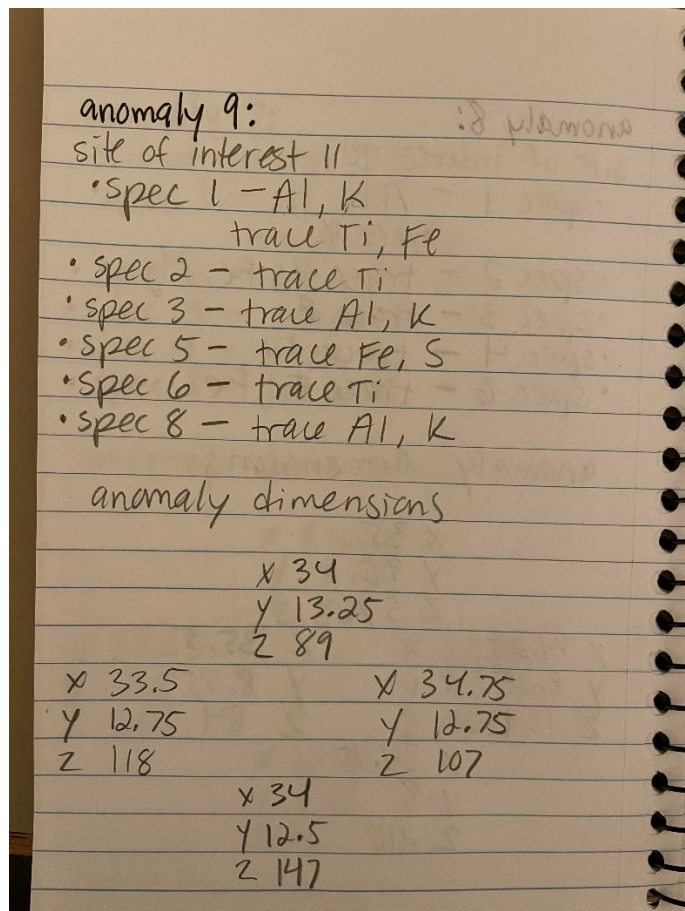 anomaly 9:
site of interest 11
• spec 1 – Al, K
trace Ti, Fe
• spec 2 – trace Ti
• spec 3 – trace Al, K
• spec 5 – trace Fe, S
• spec 6 – trace Ti
• spec 8 – trace Al, K
anomaly dimensions
x 34
y 13.25
z 89
x 33.5 x 34.75
y 12.75 y 12.75
z 118 z 107
x 34
y 12.5
z 147